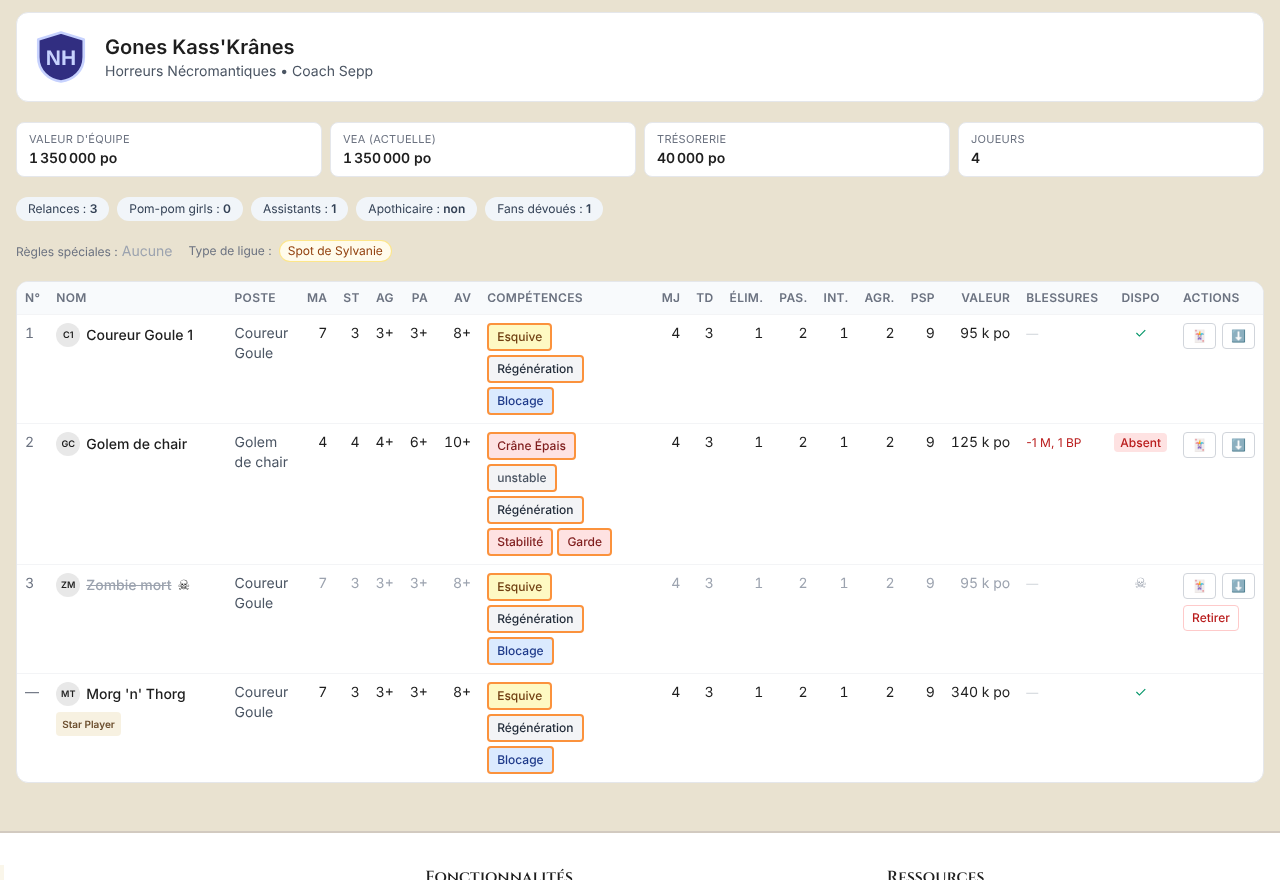 NH
Gones Kass'Krânes
Horreurs Nécromantiques • Coach Sepp
VALEUR D'ÉQUIPE
1 350 000 po
VEA (ACTUELLE)
1 350 000 po
TRÉSORERIE
40 000 po
JOUEURS
4
Relances : 3 Pom-pom girls : 0 Assistants : 1 Apothicaire : non Fans dévoués : 1
Règles spéciales : Aucune Type de ligue : Spot de Sylvanie
N° NOM POSTE MA ST AG PA AV COMPÉTENCES MJ TD ÉLIM. PAS. INT. AGR. PSP VALEUR BLESSURES DISPO ACTIONS
1 C1 Coureur Goule 1 Coureur 7 3 3+ 3+ 8+ Esquive 4 3 1 2 1 2 9 95 k po — ✓
Goule
Régénération
Blocage
2 GC Golem de chair Golem 4 4 4+ 6+ 10+ Crâne Épais 4 3 1 2 1 2 9 125 k po -1 M, 1 BP Absent
de chair
unstable
Régénération
Stabilité Garde
3 ZM Zombie mort ☠ Coureur 7 3 3+ 3+ 8+ Esquive 4 3 1 2 1 2 9 95 k po — ☠
Goule
Régénération Retirer
Blocage
— MT Morg 'n' Thorg Coureur 7 3 3+ 3+ 8+ Esquive 4 3 1 2 1 2 9 340 k po — ✓
Goule
Star Player Régénération
Blocage
FONCTIONNALITÉS RESSOURCES